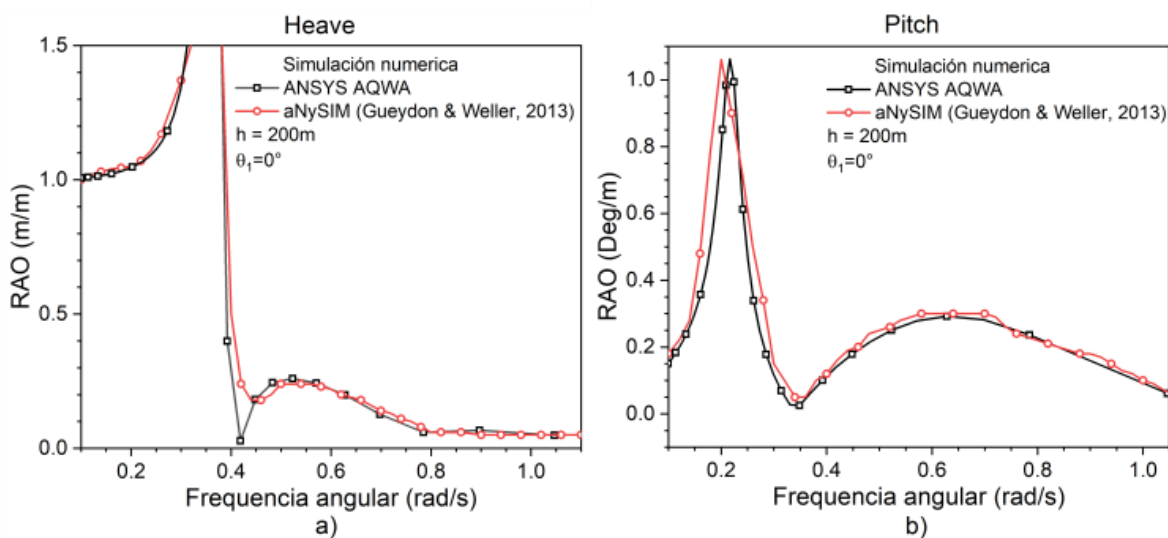 Heave
RAO (m/m)
1.5
1.0
0.5
0.0
Simulación numerica
ANSYS AQWA
aNySIM (Gueydon & Weller, 2013)
h = 200m
θ1=0°
0.2 0.4 0.6 0.8 1.0
Frequencia angular (rad/s)
a)
Pitch
RAO (Deg/m)
1.0
0.8
0.6
0.4
0.2
0.0
Simulación numerica
ANSYS AQWA
aNySIM (Gueydon & Weller, 2013)
h = 200m
θ1=0°
0.2 0.4 0.6 0.8 1.0
Frequencia angular (rad/s)
b)